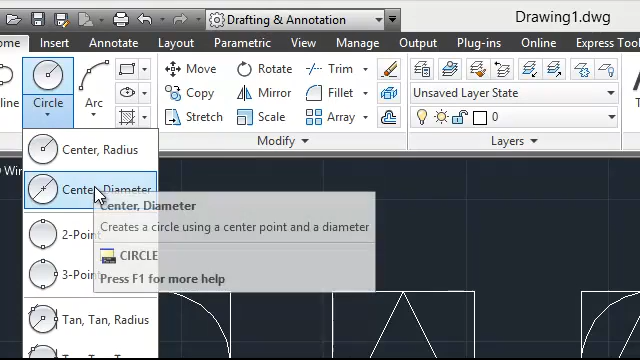 Drafting & Annotation
Drawing1.dwg
ome Insert Annotate Layout Parametric View Manage Output Plug-ins Online Express Tool
line Circle Arc
Move Rotate Trim
Copy Mirror Fillet
Stretch Scale Array
Modify
Unsaved Layer State
0
Layers
Center, Radius
Center, Diameter
2-Point
3-Point
Tan, Tan, Radius
Center, Diameter
Creates a circle using a center point and a diameter
CIRCLE
Press F1 for more help